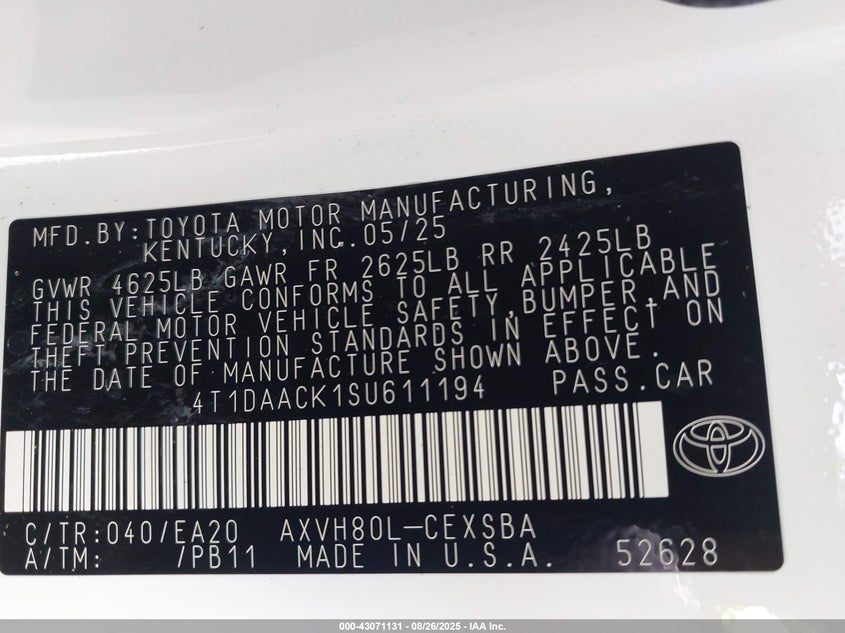 MFD.BY:TOYOTA MOTOR MANUFACTURING,
KENTUCKY,INC.05/25
GVWR 4625LB GAWR FR 2625LB RR 2425LB
THIS VEHICLE CONFORMS TO ALL APPLICABLE
FEDERAL MOTOR VEHICLE SAFETY,BUMPER,AND
THEFT PREVENTION STANDARDS IN EFFECT ON
THE DATE OF MANUFACTURE SHOWN ABOVE.
4T1DAACK1SU611194 PASS.CAR
C/TR:040/EA20 AXVH80L-CEXSBA
A/TM: /PB11 MADE IN U.S.A. 52628
000-43071131 - 08/26/2025 - IAA Inc.